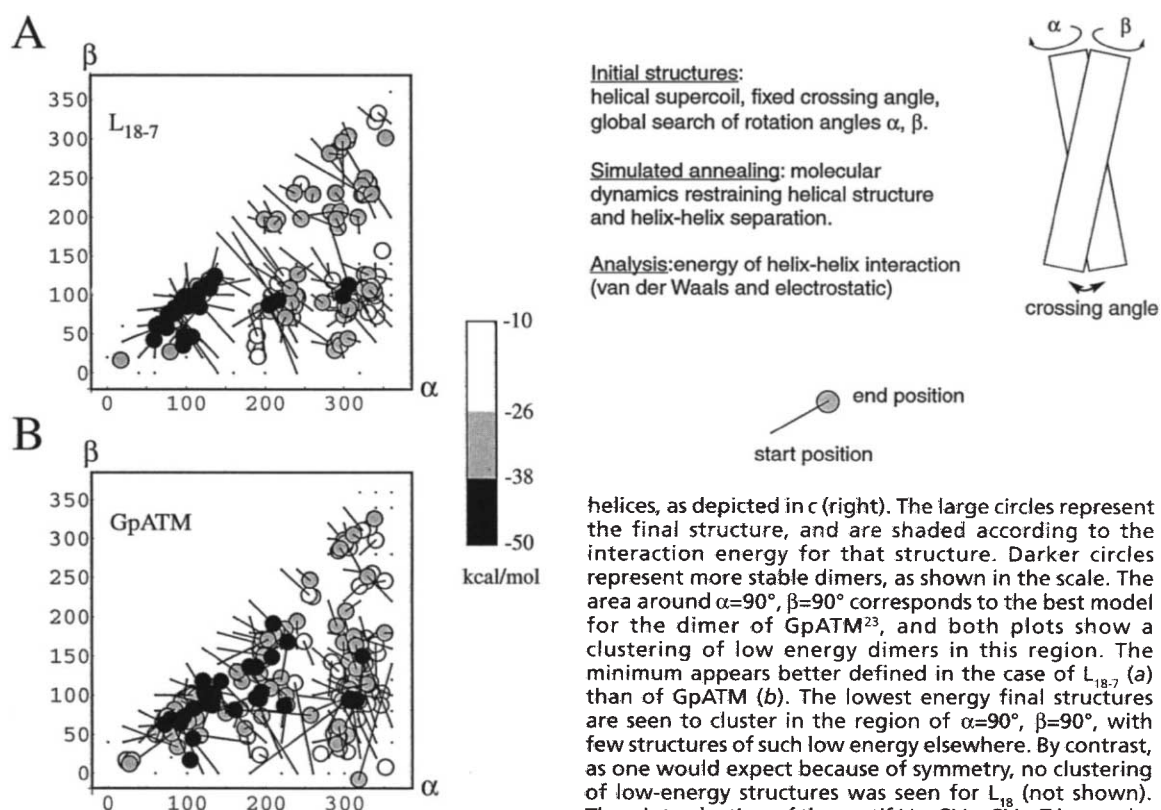 A
β
350
300
250
200
150
100
50
0
L18-7
0 100 200 300
α
B
β
350
300
250
200
150
100
50
0
GpATM
0 100 200 300
α
-10
-26
-38
-50
kcal/mol
Initial structures:
helical supercoil, fixed crossing angle,
global search of rotation angles α, β.
Simulated annealing: molecular
dynamics restraining helical structure
and helix-helix separation.
Analysis:energy of helix-helix interaction
(van der Waals and electrostatic)
α β
crossing angle
end position
start position
helices, as depicted in c (right). The large circles represent
the final structure, and are shaded according to the
interaction energy for that structure. Darker circles
represent more stable dimers, as shown in the scale. The
area around α=90°, β=90° corresponds to the best model
for the dimer of GpATM23, and both plots show a
clustering of low energy dimers in this region. The
minimum appears better defined in the case of L18-7 (a)
than of GpATM (b). The lowest energy final structures
are seen to cluster in the region of α=90°, β=90°, with
few structures of such low energy elsewhere. By contrast,
as one would expect because of symmetry, no clustering
of low-energy structures was seen for L18 (not shown).